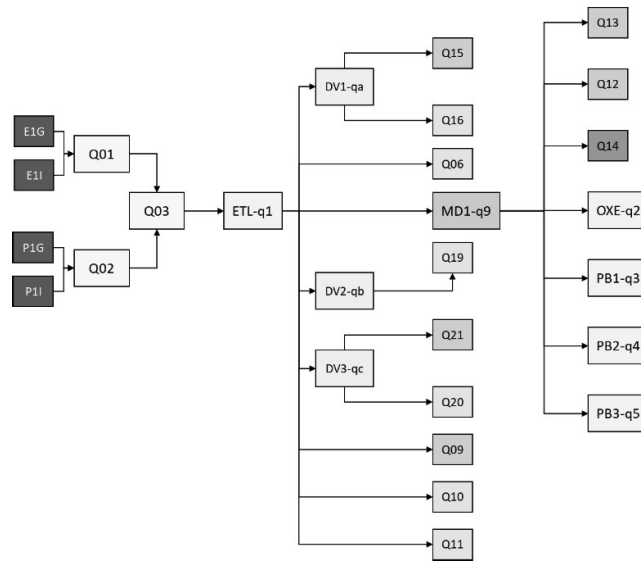 E1G
E1I
Q01
P1G
P1I
Q02
Q03
ETL-q1
DV1-qa
Q15
Q16
Q06
MD1-q9
DV2-qb
Q19
DV3-qc
Q21
Q20
Q09
Q10
Q11
Q13
Q12
Q14
OXE-q2
PB1-q3
PB2-q4
PB3-q5